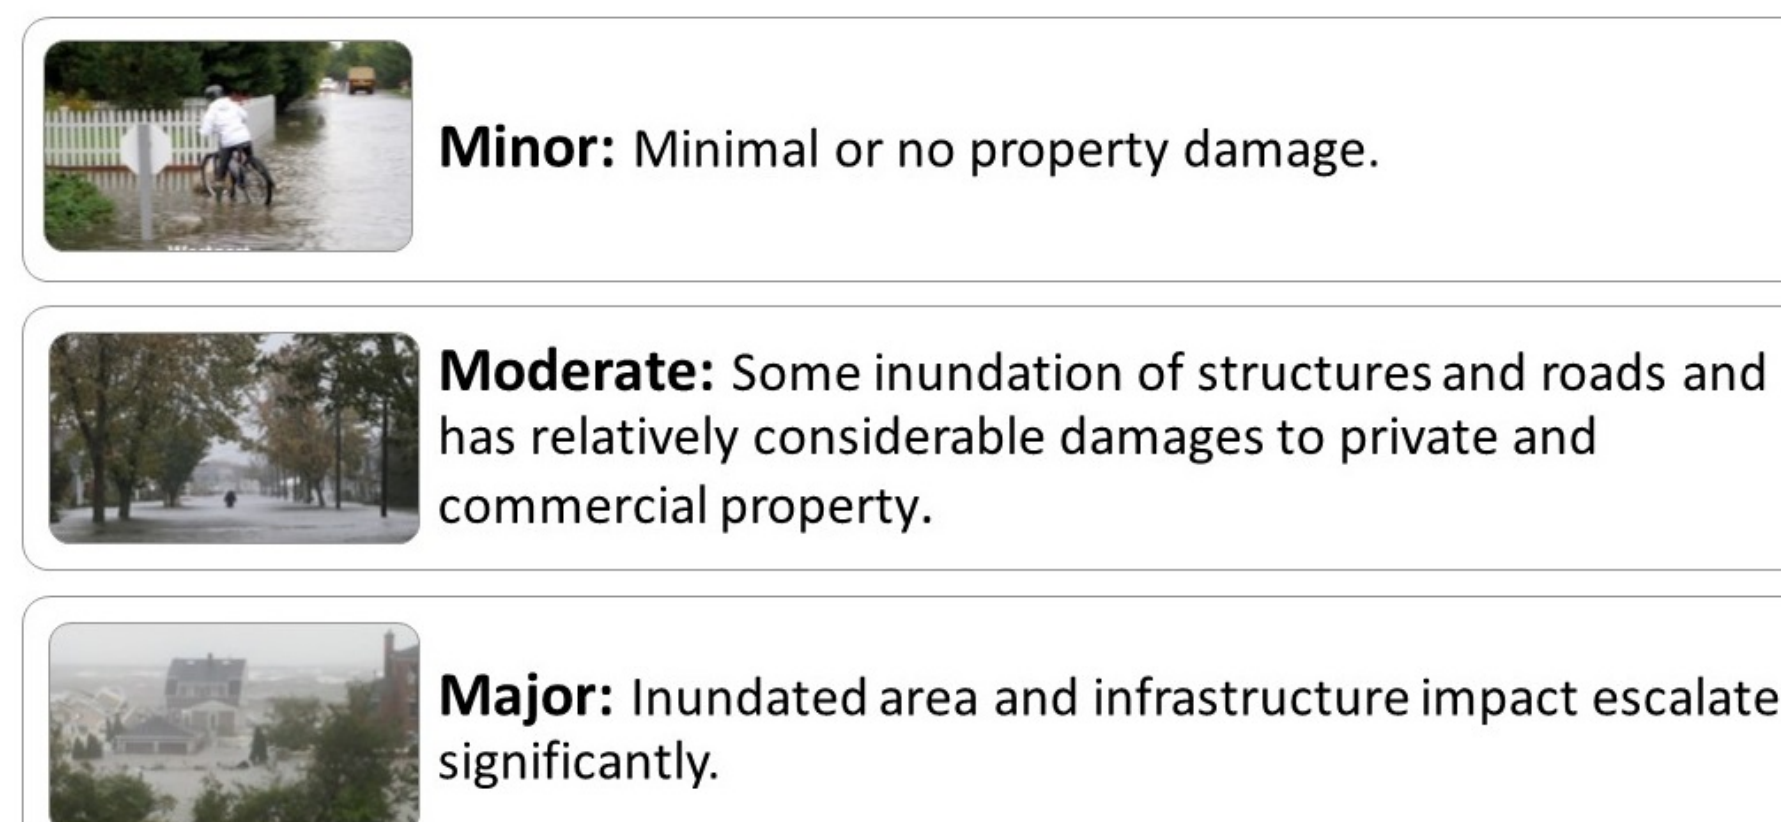 Minor: Minimal or no property damage.
Moderate: Some inundation of structures and roads and
has relatively considerable damages to private and
commercial property.
Major: Inundated area and infrastructure impact escalate
significantly.